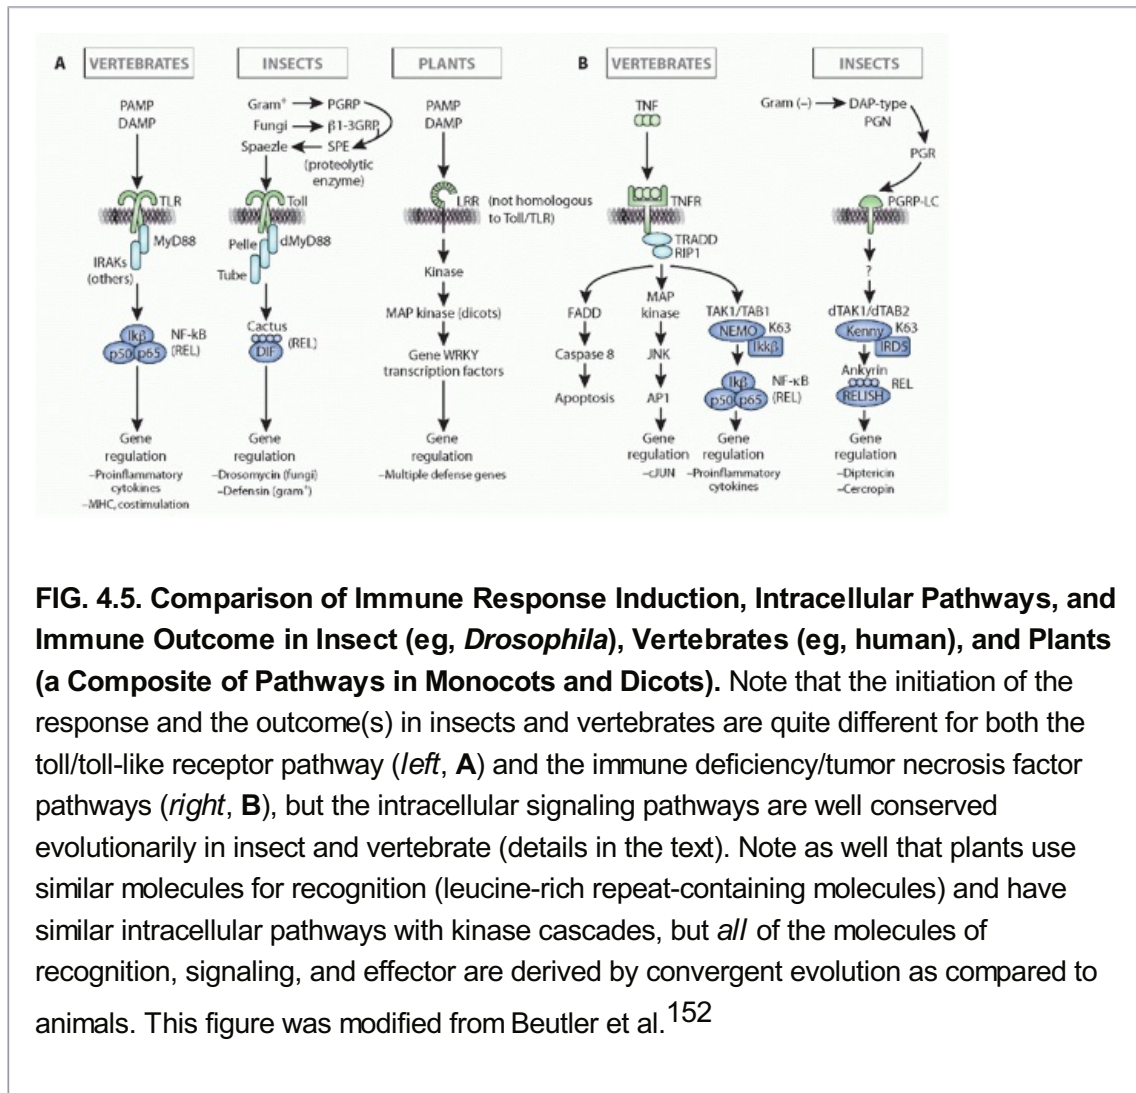 A
VERTEBRATES
PAMP
DAMP
TLR
MyD88
IRAKs
(others)
Ikβ
p50 p65
NF-kB
(REL)
Gene
regulation
–Proinflammatory
cytokines
–MHC, costimulation
INSECTS
Gram⁺ PGRP
Fungi β1-3GRP
Spaezle SPE
(proteolytic
enzyme)
Toll
Pelle dMyD88
Tube
Cactus
(REL)
DIF
Gene
regulation
–Drosomycin (fungi)
–Defensin (gram⁺)
PLANTS
PAMP
DAMP
LRR (not homologous
to Toll/TLR)
Kinase
MAP kinase (dicots)
Gene WRKY
transcription factors
Gene
regulation
–Multiple defense genes
B
VERTEBRATES
TNF
TNFR
TRADD
RIP1
FADD
Caspase 8
Apoptosis
MAP
kinase
JNK
AP1
Gene
regulation
–cJUN
TAK1/TAB1
NEMO K63
Ikkβ
Ikβ
p50 p65
NF-κB
(REL)
Gene
regulation
–Proinflammatory
cytokines
INSECTS
Gram (–) DAP-type
PGN
PGR
PGRP-LC
?
dTAK1/dTAB2
Kenny K63
IRD5
Ankyrin
REL
RELISH
Gene
regulation
–Diptericin
–Cercropin
FIG. 4.5. Comparison of Immune Response Induction, Intracellular Pathways, and
Immune Outcome in Insect (eg, Drosophila), Vertebrates (eg, human), and Plants
(a Composite of Pathways in Monocots and Dicots). Note that the initiation of the
response and the outcome(s) in insects and vertebrates are quite different for both the
toll/toll-like receptor pathway (left, A) and the immune deficiency/tumor necrosis factor
pathways (right, B), but the intracellular signaling pathways are well conserved
evolutionarily in insect and vertebrate (details in the text). Note as well that plants use
similar molecules for recognition (leucine-rich repeat-containing molecules) and have
similar intracellular pathways with kinase cascades, but all of the molecules of
recognition, signaling, and effector are derived by convergent evolution as compared to
animals. This figure was modified from Beutler et al.152